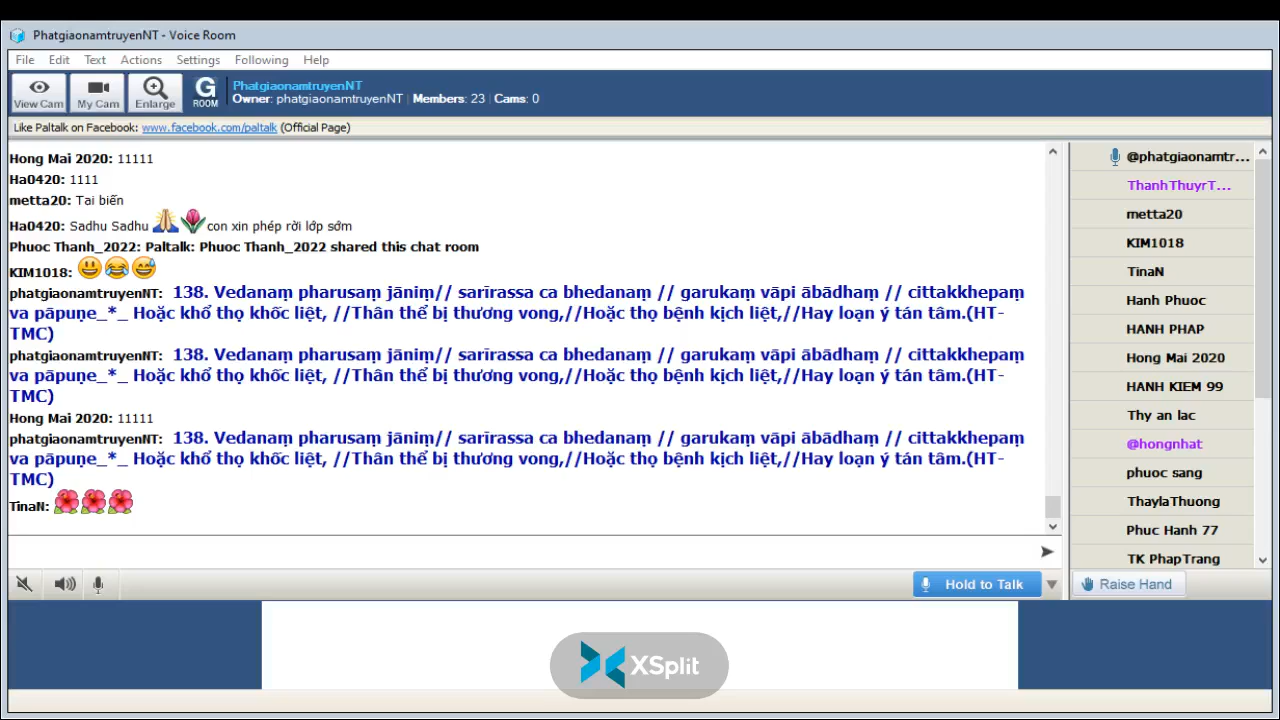 PhatgiaonamtruyenNT - Voice Room
File Edit Text Actions Settings Following Help
View Cam My Cam Enlarge G ROOM
PhatgiaonamtruyenNT
Owner: phatgiaonamtruyenNT | Members: 23 | Cams: 0
Like Paltalk on Facebook: www.facebook.com/paltalk (Official Page)
Hong Mai 2020: 11111
Ha0420: 1111
metta20: Tai biến
Ha0420: Sadhu Sadhu 🙏🌷 con xin phép rời lớp sớm
Phuoc Thanh_2022: Paltalk: Phuoc Thanh_2022 shared this chat room
KIM1018: 😃😂😅
phatgiaonamtruyenNT: 138. Vedanaṃ pharusaṃ jāniṃ// sarīrassa ca bhedanaṃ // garukaṃ vāpi ābādhaṃ // cittakkhepaṃ
va pāpuṇe_*_ Hoặc khổ thọ khốc liệt, //Thân thể bị thương vong,//Hoặc thọ bệnh kịch liệt,//Hay loạn ý tán tâm.(HT-
TMC)
phatgiaonamtruyenNT: 138. Vedanaṃ pharusaṃ jāniṃ// sarīrassa ca bhedanaṃ // garukaṃ vāpi ābādhaṃ // cittakkhepaṃ
va pāpuṇe_*_ Hoặc khổ thọ khốc liệt, //Thân thể bị thương vong,//Hoặc thọ bệnh kịch liệt,//Hay loạn ý tán tâm.(HT-
TMC)
Hong Mai 2020: 11111
phatgiaonamtruyenNT: 138. Vedanaṃ pharusaṃ jāniṃ// sarīrassa ca bhedanaṃ // garukaṃ vāpi ābādhaṃ // cittakkhepaṃ
va pāpuṇe_*_ Hoặc khổ thọ khốc liệt, //Thân thể bị thương vong,//Hoặc thọ bệnh kịch liệt,//Hay loạn ý tán tâm.(HT-
TMC)
TinaN: 🌺🌺🌺
@phatgiaonamtr...
ThanhThuyrT...
metta20
KIM1018
TinaN
Hanh Phuoc
HANH PHAP
Hong Mai 2020
HANH KIEM 99
Thy an lac
@hongnhat
phuoc sang
ThaylaThuong
Phuc Hanh 77
TK PhapTrang
Hold to Talk
Raise Hand
XSplit